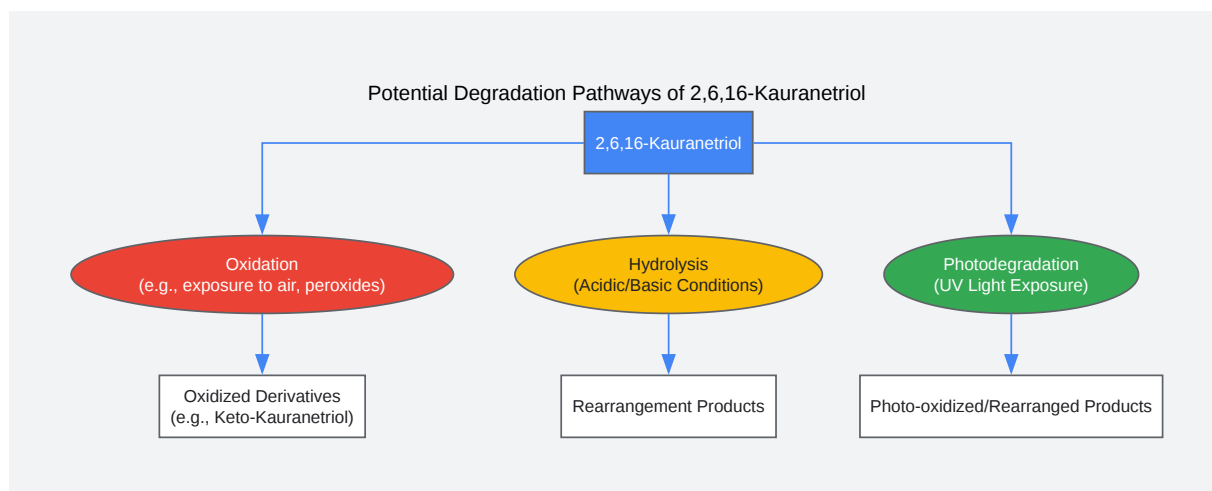 Potential Degradation Pathways of 2,6,16-Kauranetriol
2,6,16-Kauranetriol
Oxidation
(e.g., exposure to air, peroxides)
Hydrolysis
(Acidic/Basic Conditions)
Photodegradation
(UV Light Exposure)
Oxidized Derivatives
(e.g., Keto-Kauranetriol)
Rearrangement Products
Photo-oxidized/Rearranged Products